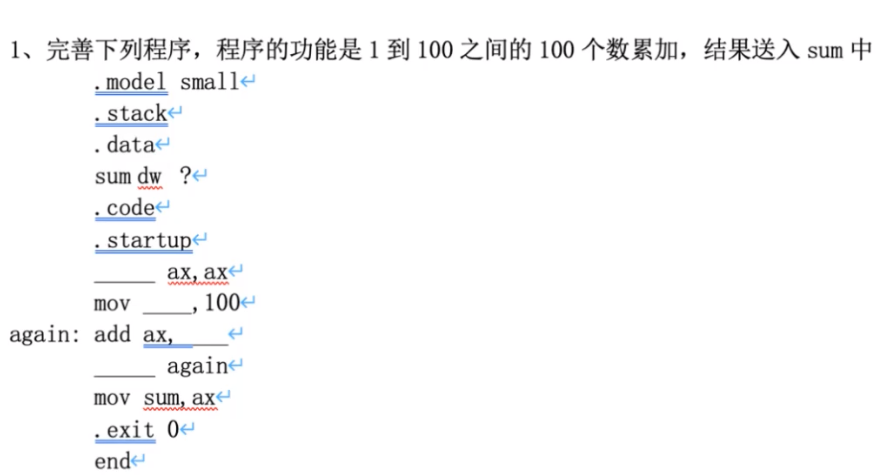 1、完善下列程序，程序的功能是 1 到 100 之间的 100 个数累加，结果送入 sum 中
.model small↵
.stack↵
.data↵
sum dw ?↵
.code↵
.startup↵
_____ ax,ax↵
mov ____,100↵
again: add ax,_____↵
_____ again↵
mov sum,ax↵
.exit 0↵
end↵